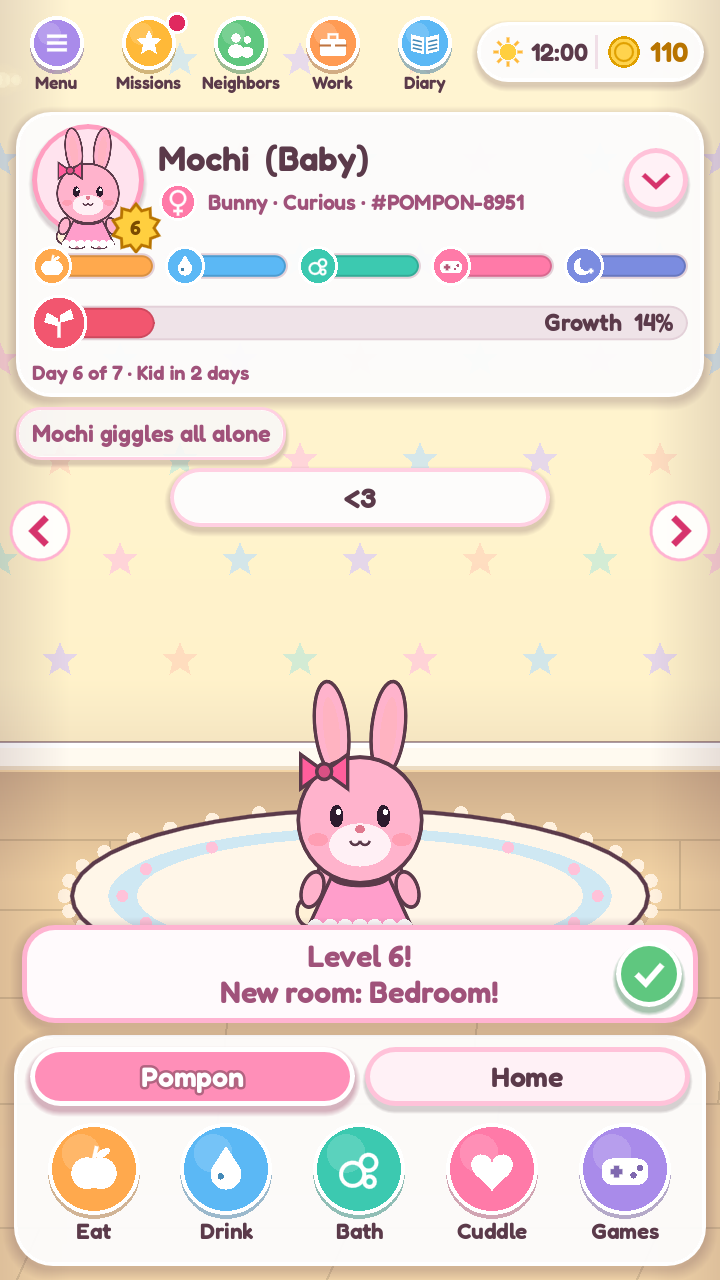 Menu
Missions
Neighbors
Work
Diary
12:00
110
Mochi (Baby)
Bunny · Curious · #POMPON-8951
6
Growth 14%
Day 6 of 7 · Kid in 2 days
Mochi giggles all alone
<3
Level 6!
New room: Bedroom!
Pompon
Home
Eat
Drink
Bath
Cuddle
Games